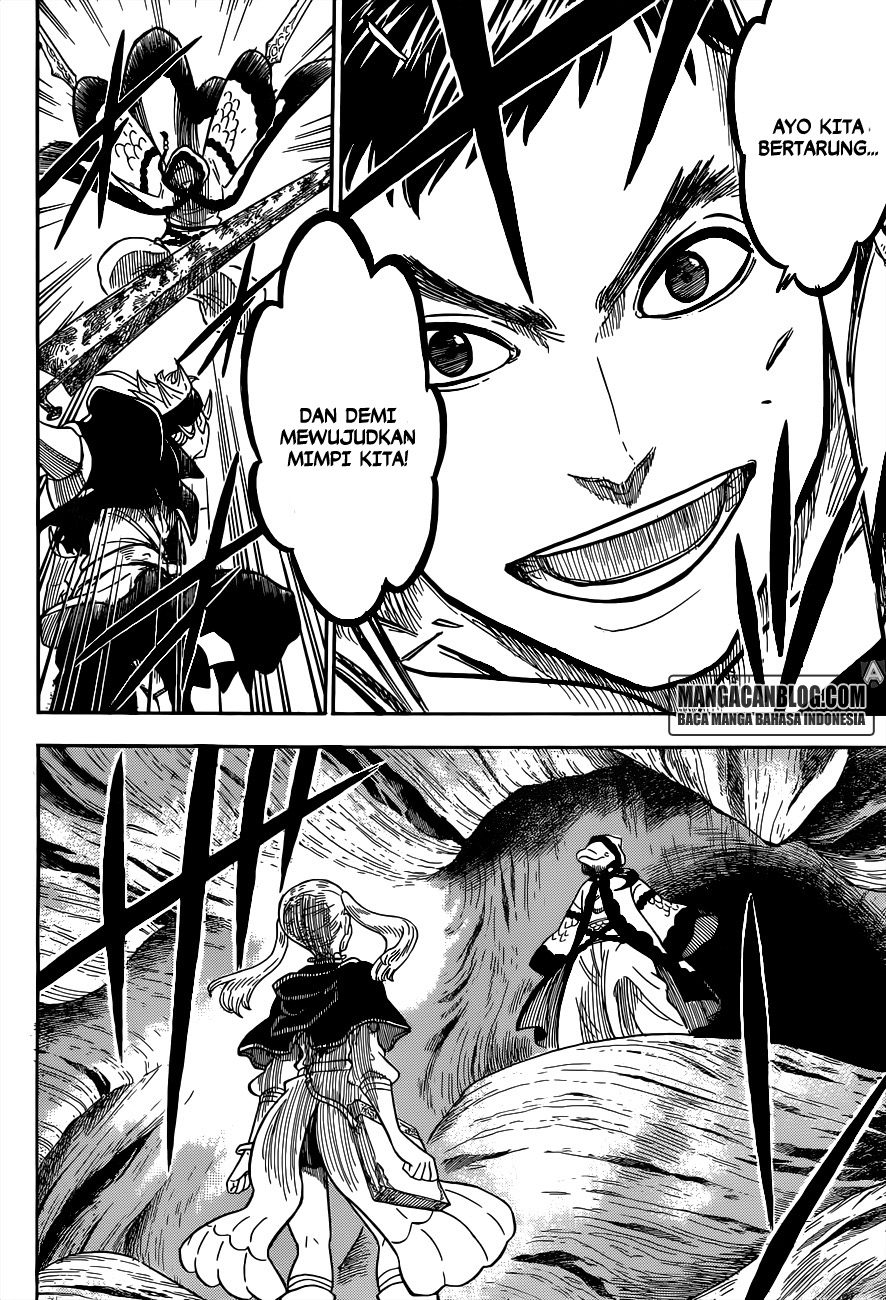 AYO KITA
BERTARUNG...
DAN DEMI
MEWUJUDKAN
MIMPI KITA!
MANGACANBLOG.COM
BACA MANGA BAHASA INDONESIA